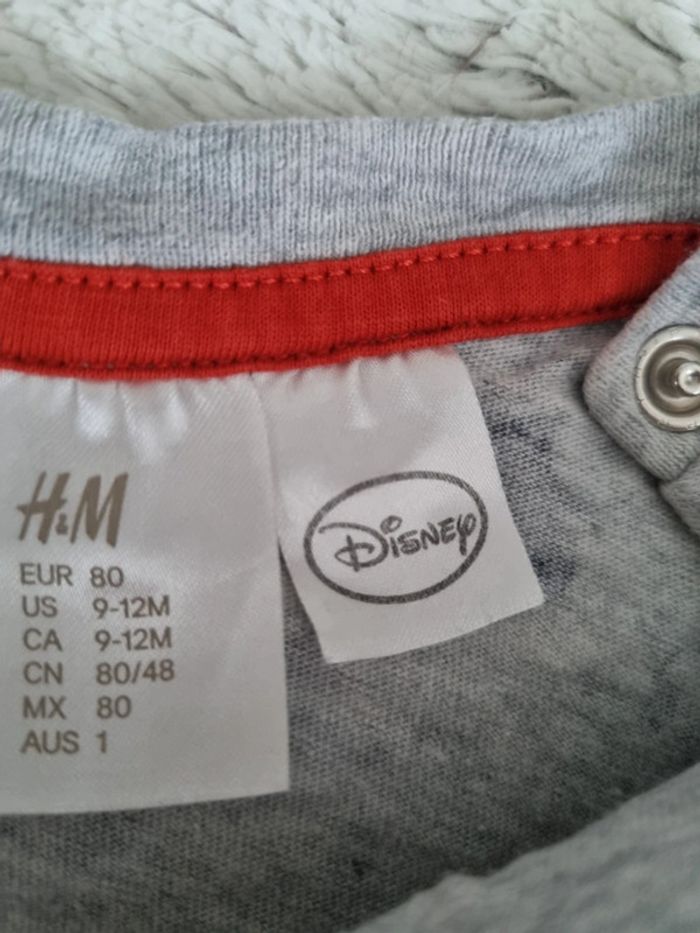 H&M
EUR 80
US 9-12M
CA 9-12M
CN 80/48
MX 80
AUS 1
Disney